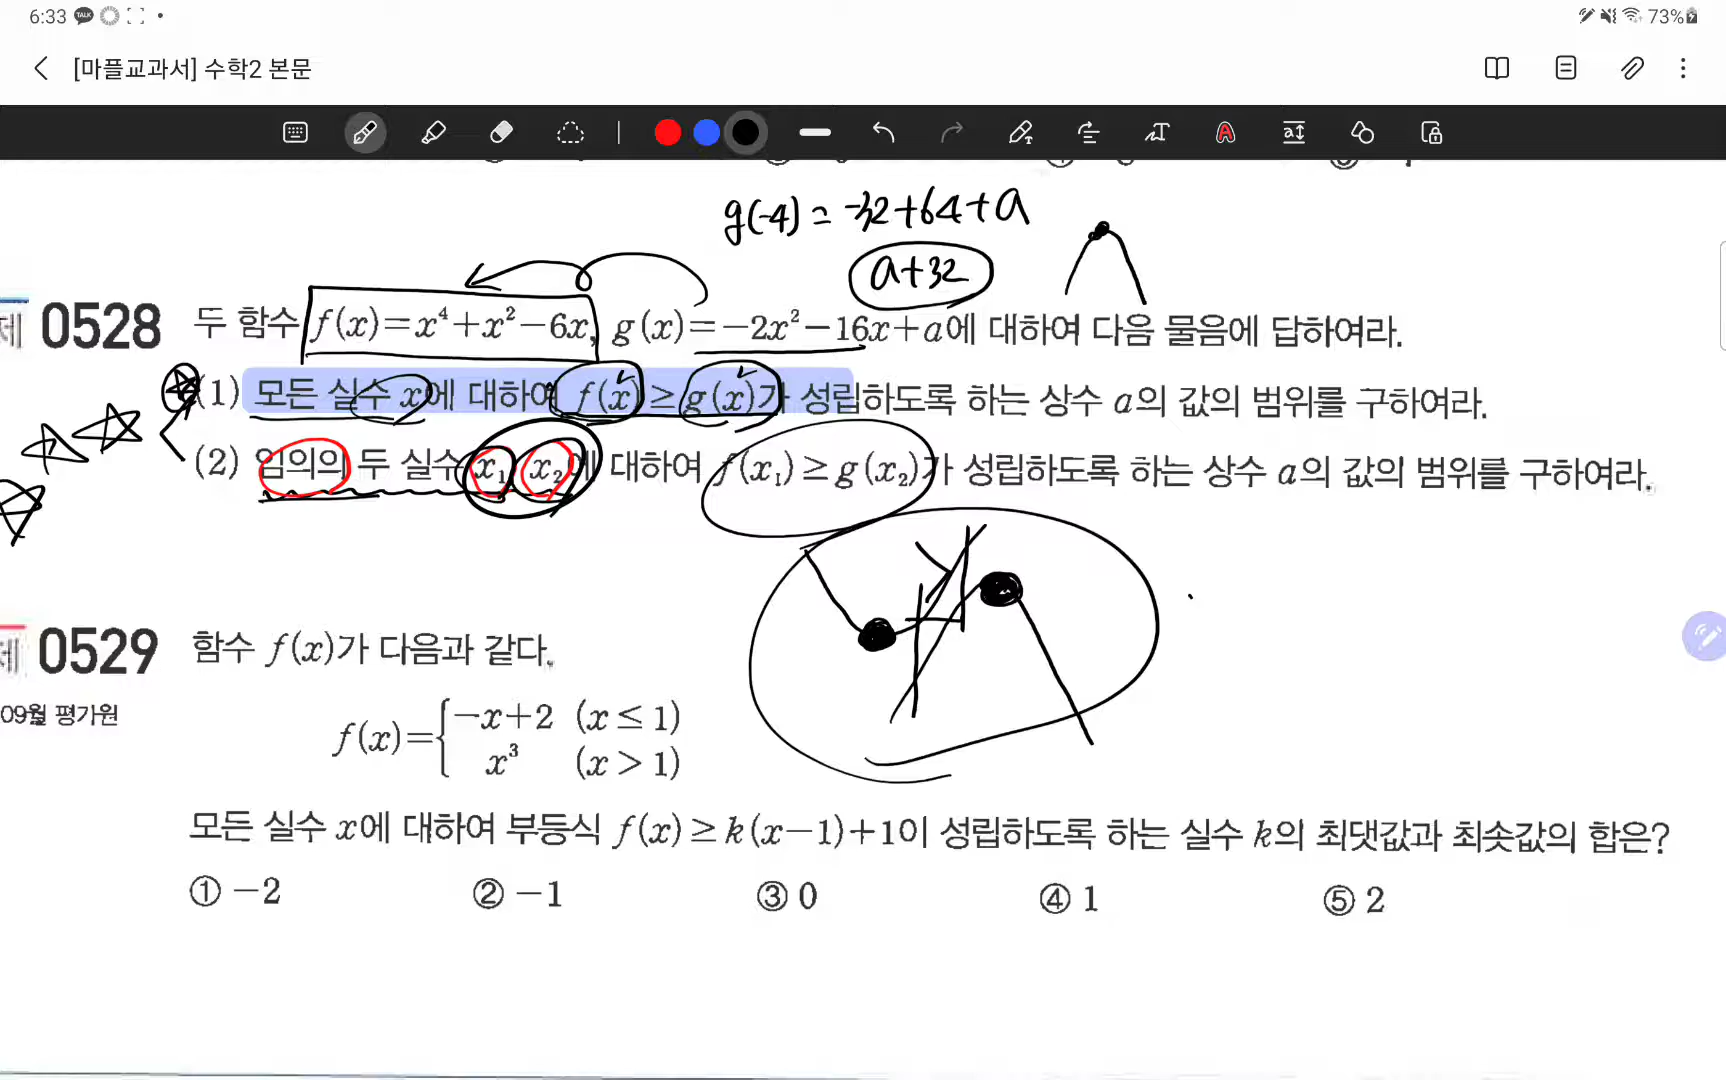 6:33 TALK 73%
[마플교과서] 수학2 본문
g(-4) = -32+64+a
a+32
제 0528 두 함수 f(x)=x⁴+x²-6x, g(x)=-2x²-16x+a에 대하여 다음 물음에 답하여라.
(1) 모든 실수 x에 대하여 f(x)≥g(x)가 성립하도록 하는 상수 a의 값의 범위를 구하여라.
(2) 임의의 두 실수 x₁ x₂에 대하여 f(x₁)≥g(x₂)가 성립하도록 하는 상수 a의 값의 범위를 구하여라.
제 0529 함수 f(x)가 다음과 같다.
09월 평가원
f(x)={ -x+2 (x≤1)
x³ (x>1)
모든 실수 x에 대하여 부등식 f(x)≥k(x-1)+1이 성립하도록 하는 실수 k의 최댓값과 최솟값의 합은?
① -2 ② -1 ③ 0 ④ 1 ⑤ 2